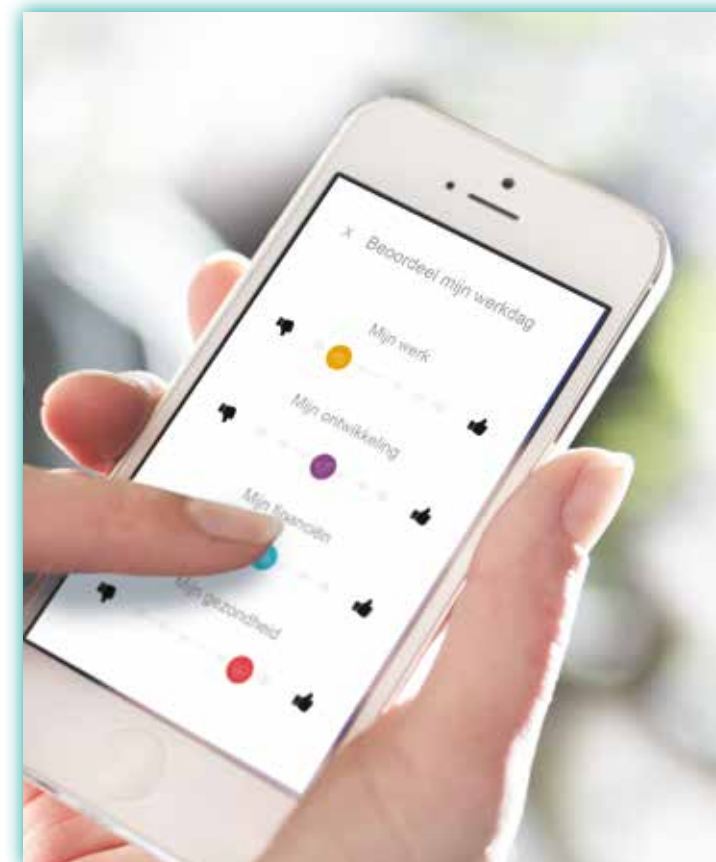 X Beoordeel mijn werkdag
Mijn werk
Mijn ontwikkeling
Mijn financiën
Mijn gezondheid